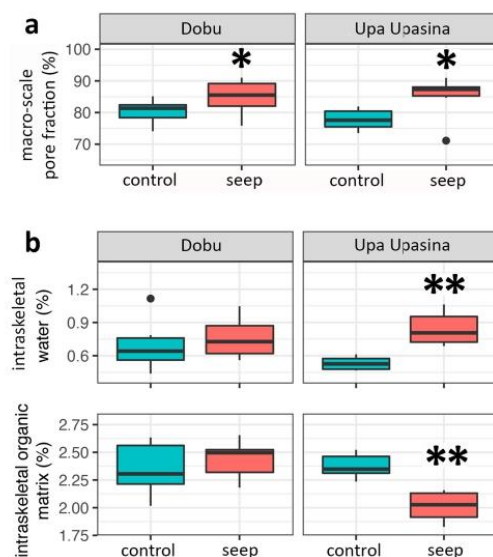 a
Dobu Upa Upasina
* *
macro-scale
pore fraction (%)
100
90
80
70
control seep control seep
b
Dobu Upa Upasina
**
intraskeletal
water (%)
1.2
0.9
0.6
**
intraskeletal organic
matrix (%)
2.75
2.50
2.25
2.00
1.75
control seep control seep